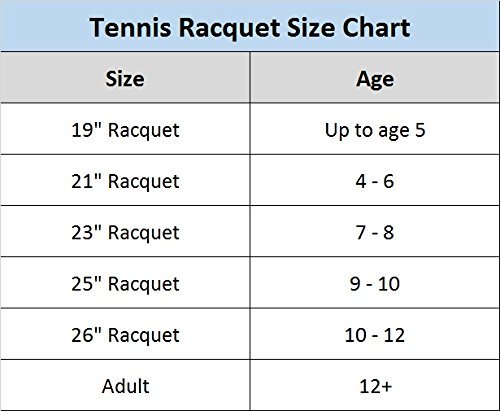 Tennis Racquet Size Chart
Size Age
19" Racquet Up to age 5
21" Racquet 4 - 6
23" Racquet 7 - 8
25" Racquet 9 - 10
26" Racquet 10 - 12
Adult 12+